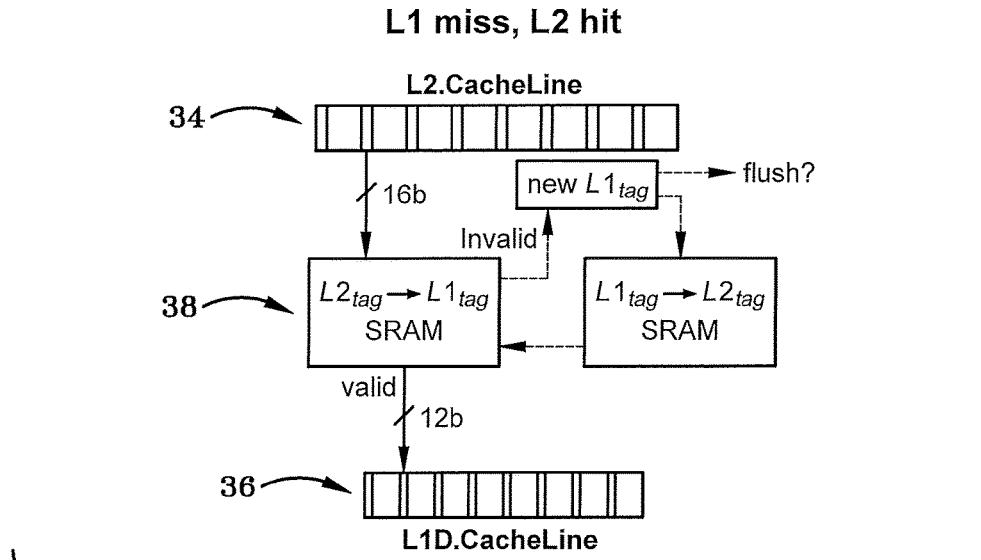 L1 miss, L2 hit
L2.CacheLine
34
16b
new L1tag
flush?
Invalid
38
L2tag → L1tag
SRAM
L1tag → L2tag
SRAM
valid
12b
36
L1D.CacheLine